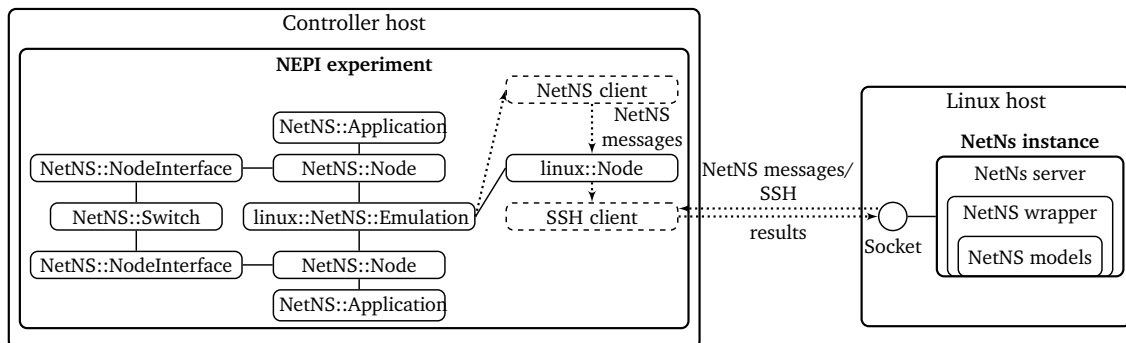 Controller host
NEPI experiment
NetNS client
NetNS
messages
NetNS::Application
NetNS::NodeInterface
NetNS::Node
linux::Node
NetNS::Switch
linux::NetNS::Emulation
SSH client
NetNS::NodeInterface
NetNS::Node
NetNS::Application
NetNS messages/
SSH
results
Linux host
NetNs instance
NetNs server
NetNS wrapper
NetNS models
Socket